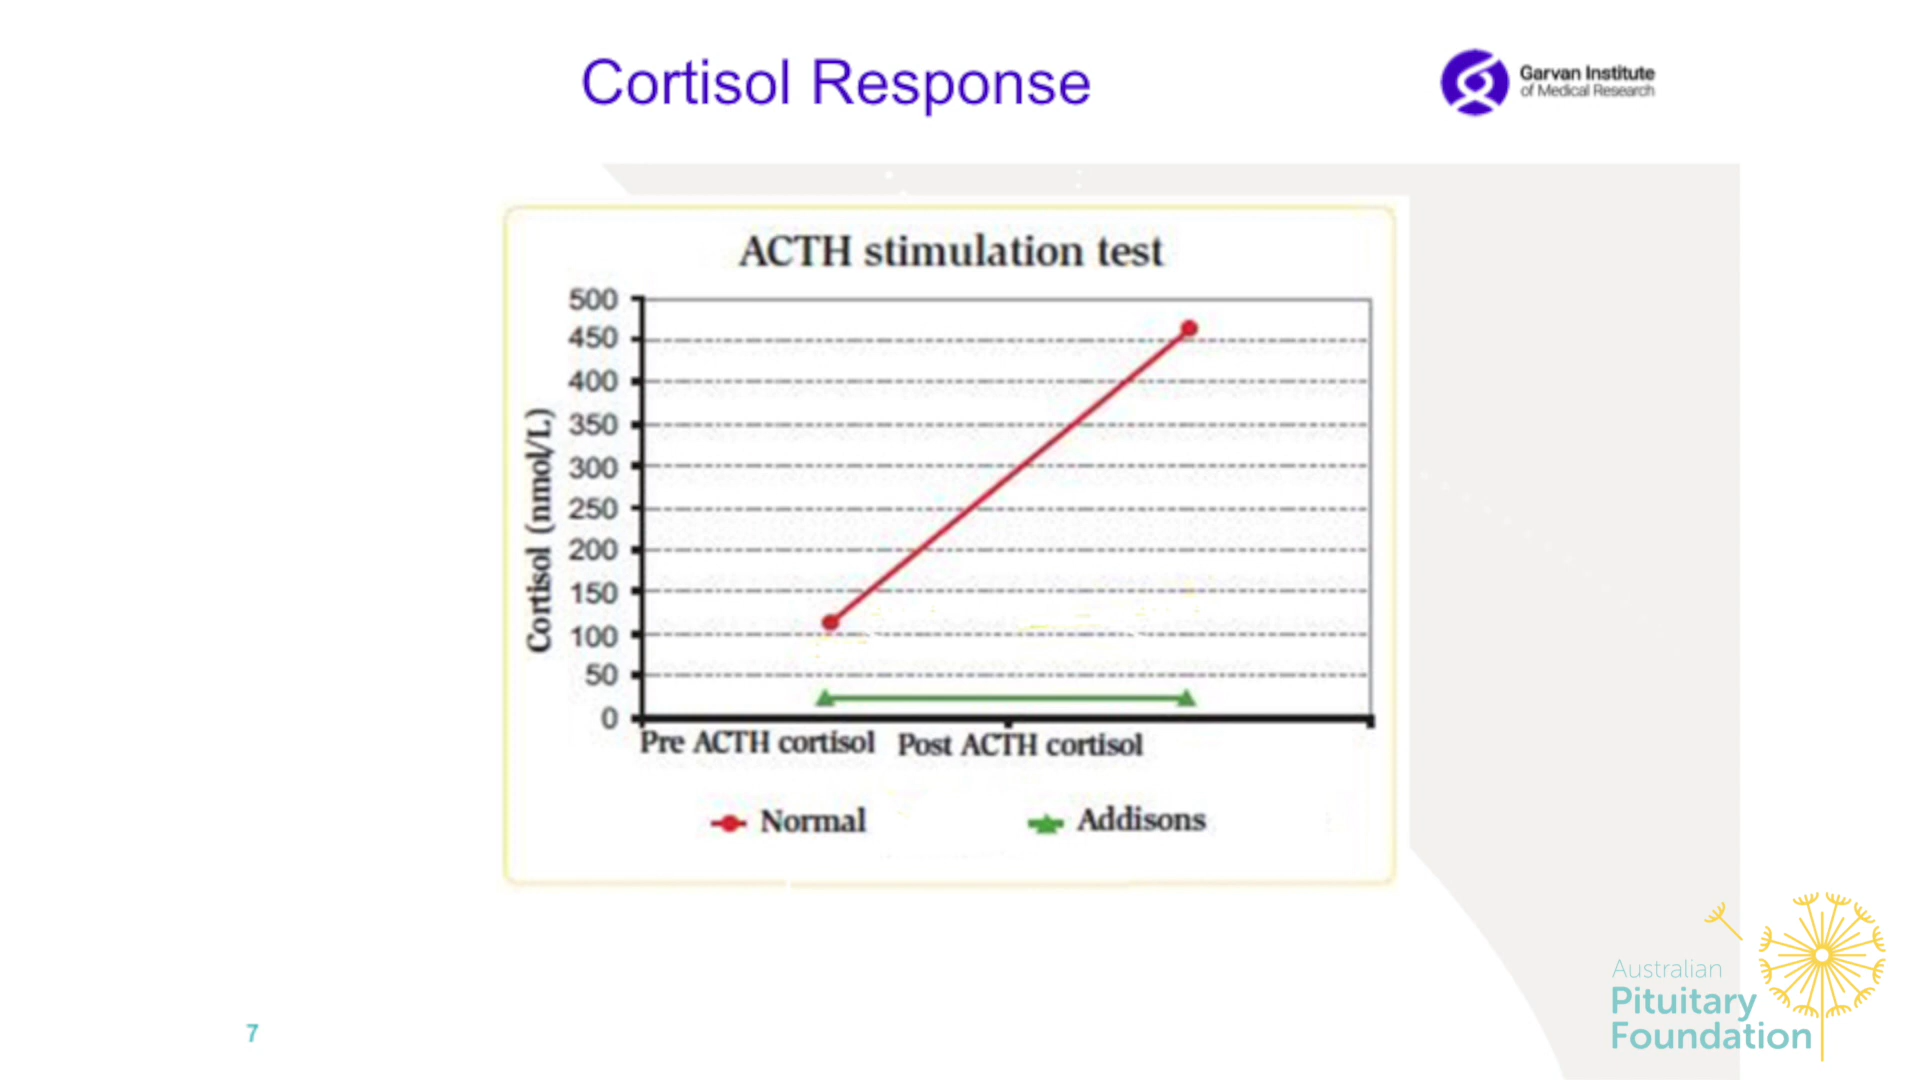 Cortisol Response
Garvan Institute
of Medical Research
ACTH stimulation test
500
450
400
350
300
250
200
150
100
50
0
Cortisol (nmol/L)
Pre ACTH cortisol
Post ACTH cortisol
Normal
Addisons
7
Australian
Pituitary
Foundation